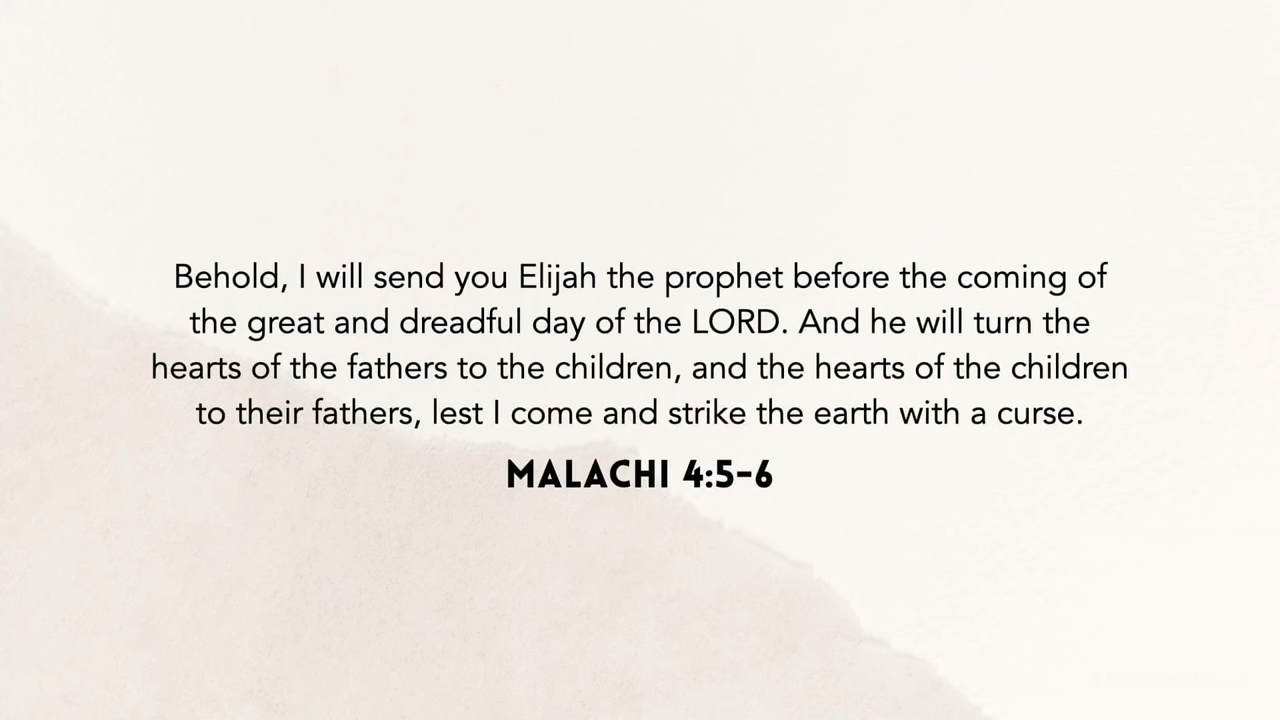 Behold, I will send you Elijah the prophet before the coming of
the great and dreadful day of the LORD. And he will turn the
hearts of the fathers to the children, and the hearts of the children
to their fathers, lest I come and strike the earth with a curse.
MALACHI 4:5-6